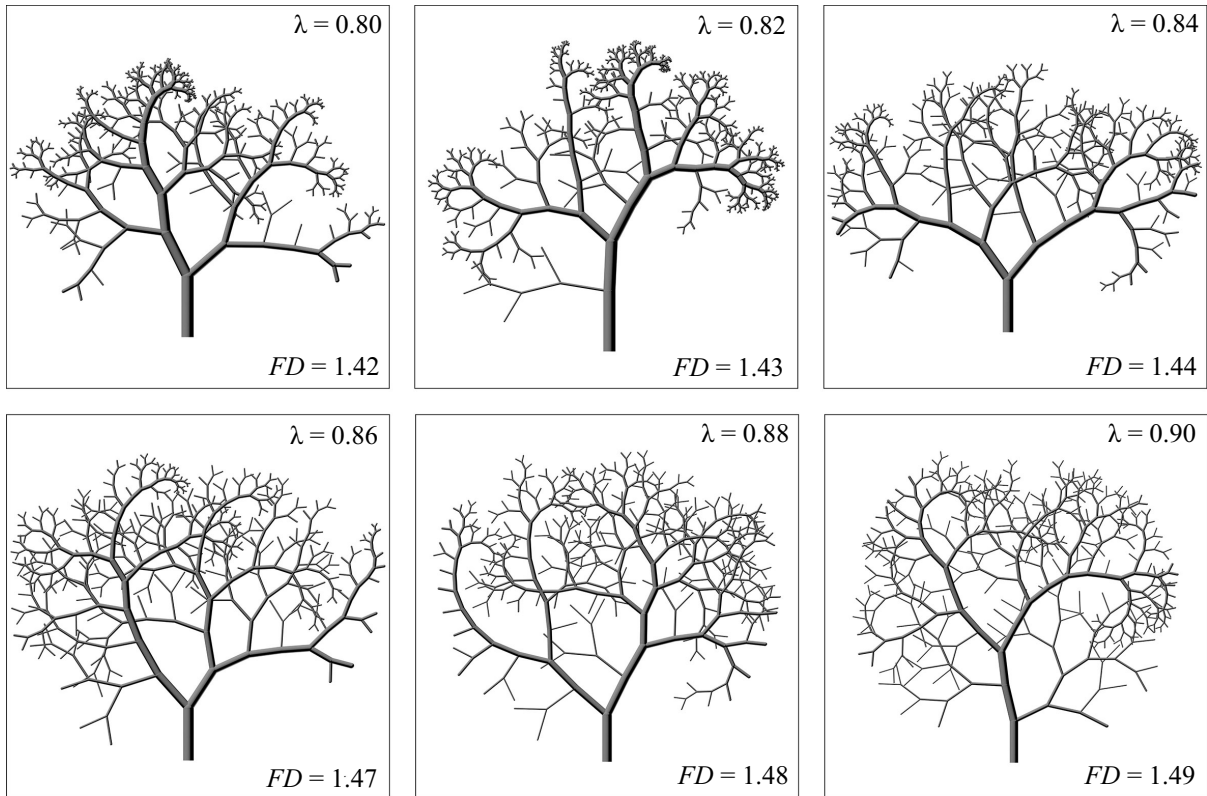 λ = 0.80
FD = 1.42
λ = 0.82
FD = 1.43
λ = 0.84
FD = 1.44
λ = 0.86
FD = 1.47
λ = 0.88
FD = 1.48
λ = 0.90
FD = 1.49